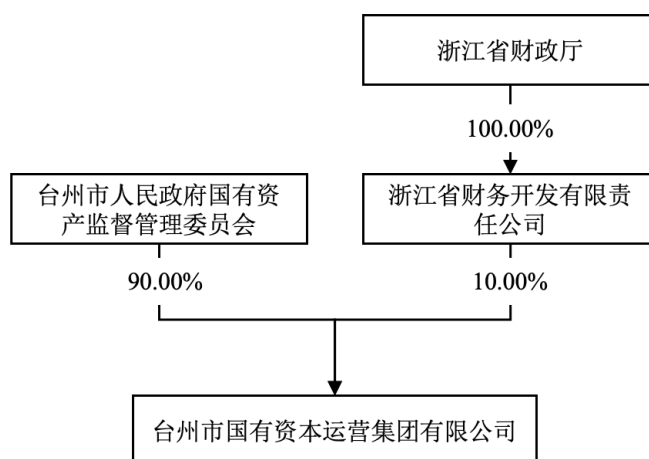 浙江省财政厅
100.00%
台州市人民政府国有资
产监督管理委员会
浙江省财务开发有限责
任公司
90.00%
10.00%
台州市国有资本运营集团有限公司